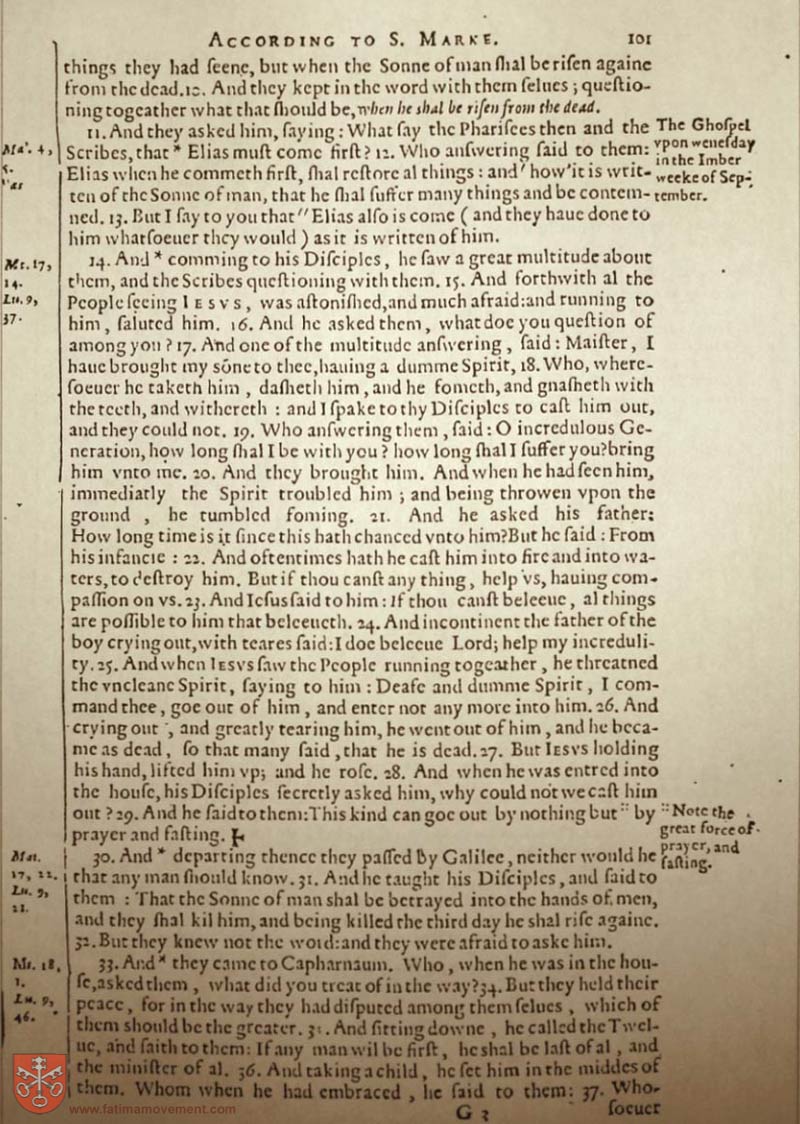 ACCORDING TO S. MARKE. 101
things they had ſeene, but when the Sonne of man ſhal be riſen againe
from the dead. 10. And they kept in the word with them ſelues ; queſtio-
ning togeather what that ſhould be, when he shal be riſen from the dead.
11. And they asked him, ſaying : What ſay the Phariſees then and the
Scribes, that * Elias muſt come firſt? 12. Who anſwering ſaid to them:
Elias when he commeth firſt, ſhal reſtore al things : and ' how' it is writ-
ten of the Sonne of man, that he ſhal ſuffer many things and be contem-
ned. 13. But I ſay to you that " Elias alſo is come ( and they haue done to
him whatſoeuer they would ) as it is written of him.
14. And * comming to his Diſciples, he ſaw a great multitude about
them, and the Scribes queſtioning with them. 15. And forthwith al the
People ſeeing IESVS, was aſtoniſhed, and much afraid: and running to
him, ſaluted him. 16. And he asked them, what doe you queſtion of
among you ? 17. And one of the multitude anſwering, ſaid : Maiſter, I
haue brought my sōne to thee, hauing a dumme Spirit, 18. Who, where-
ſoeuer he taketh him, daſheth him, and he fometh, and gnaſheth with
the teeth, and withereth : and I ſpake to thy Diſciples to caſt him out,
and they could not. 19. Who anſwering them, ſaid : O incredulous Ge-
neration, how long ſhal I be with you ? how long ſhal I ſuffer you? bring
him vnto me. 20. And they brought him. And when he had ſeen him,
immediatly the Spirit troubled him ; and being throwen vpon the
ground , he tumbled foming. 21. And he asked his father:
How long time is it ſince this hath chanced vnto him? But he ſaid : From
his infancie : 22. And oftentimes hath he caſt him into fire and into wa-
ters, to deſtroy him. But if thou canſt any thing, help vs, hauing com-
paſſion on vs. 23. And Ieſus ſaid to him : If thou canſt beleeue, al things
are poſſible to him that beleeueth. 24. And incontinent the father of the
boy crying out, with teares ſaid: I doe beleeue Lord; help my increduli-
ty. 25. And when IESVS ſaw the People running togeather, he threatned
the vncleane Spirit, ſaying to him : Deafe and dumme Spirit, I com-
mand thee, goe out of him, and enter not any more into him. 26. And
crying out , and greatly tearing him, he went out of him, and he beca-
me as dead, ſo that many ſaid, that he is dead. 27. But IESVS holding
his hand, lifted him vp; and he roſe. 28. And when he was entred into
the houſe, his Diſciples ſecretly asked him, why could not we caſt him
out ? 29. And he ſaid to them: This kind can goe out by nothing but " by
prayer and faſting.
30. And * departing thence they paſſed by Galilee, neither would he
that any man ſhould know. 31. And he taught his Diſciples, and ſaid to
them : That the Sonne of man shal be betrayed into the hands of men,
and they ſhal kil him, and being killed the third day he shal riſe againe.
32. But they knew not the word: and they were afraid to aske him.
33. And * they came to Capharnaum. Who, when he was in the hou-
ſe, asked them, what did you treat of in the way? 34. But they held their
peace, for in the way they had diſputed among them ſelues, which of
them should be the greater. 35. And ſitting downe, he called the Twel-
ue, and ſaith to them: If any man wil be firſt, he shal be laſt of al, and
the miniſter of al. 36. And taking a child, he ſet him in the middes of
them. Whom when he had embraced, he ſaid to them: 37. Who-
G 3 ſoeuer
The Ghoſpel
vpon weneſday
in the Imber
weeke of Sep-
tember.
" Note the
great force of
prayer, and
faſting.
4,
5.
Mt. 17,
14.
Lu. 9,
37.
Mat.
17, 22.
Lu. 9,
21.
Mt. 18,
1.
Lu. 9,
46.
www.fatimamovement.com